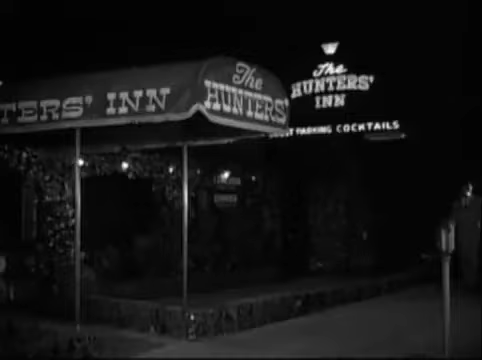 TERS' INN
The
HUNTERS'
The
HUNTERS'
INN
PARKING COCKTAILS